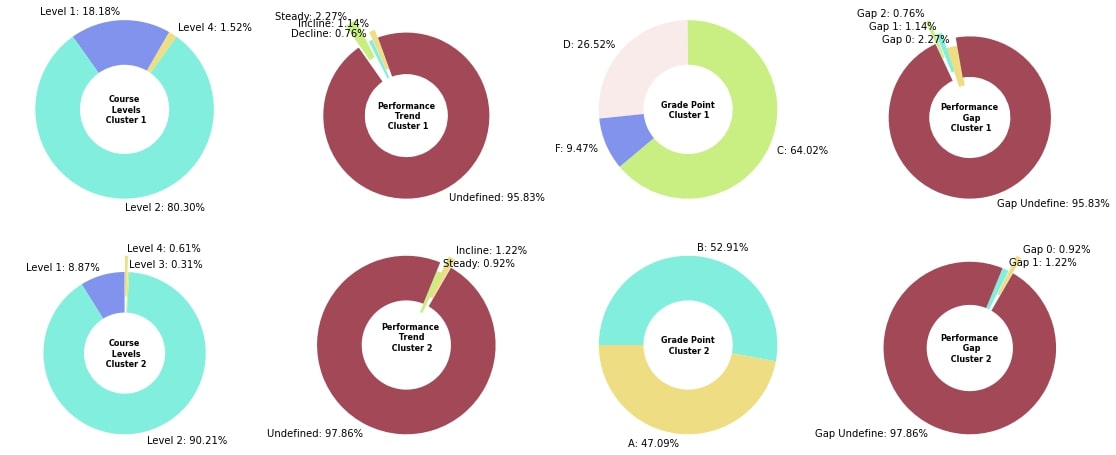 Level 1: 18.18%
Level 4: 1.52%
Course
Levels
Cluster 1
Level 2: 80.30%
Steady: 2.27%
Incline: 1.14%
Decline: 0.76%
Performance
Trend
Cluster 1
Undefined: 95.83%
D: 26.52%
Grade Point
Cluster 1
F: 9.47%
C: 64.02%
Gap 2: 0.76%
Gap 1: 1.14%
Gap 0: 2.27%
Performance
Gap
Cluster 1
Gap Undefine: 95.83%
Level 4: 0.61%
Level 3: 0.31%
Level 1: 8.87%
Course
Levels
Cluster 2
Level 2: 90.21%
Incline: 1.22%
Steady: 0.92%
Performance
Trend
Cluster 2
Undefined: 97.86%
B: 52.91%
Grade Point
Cluster 2
A: 47.09%
Gap 0: 0.92%
Gap 1: 1.22%
Performance
Gap
Cluster 2
Gap Undefine: 97.86%